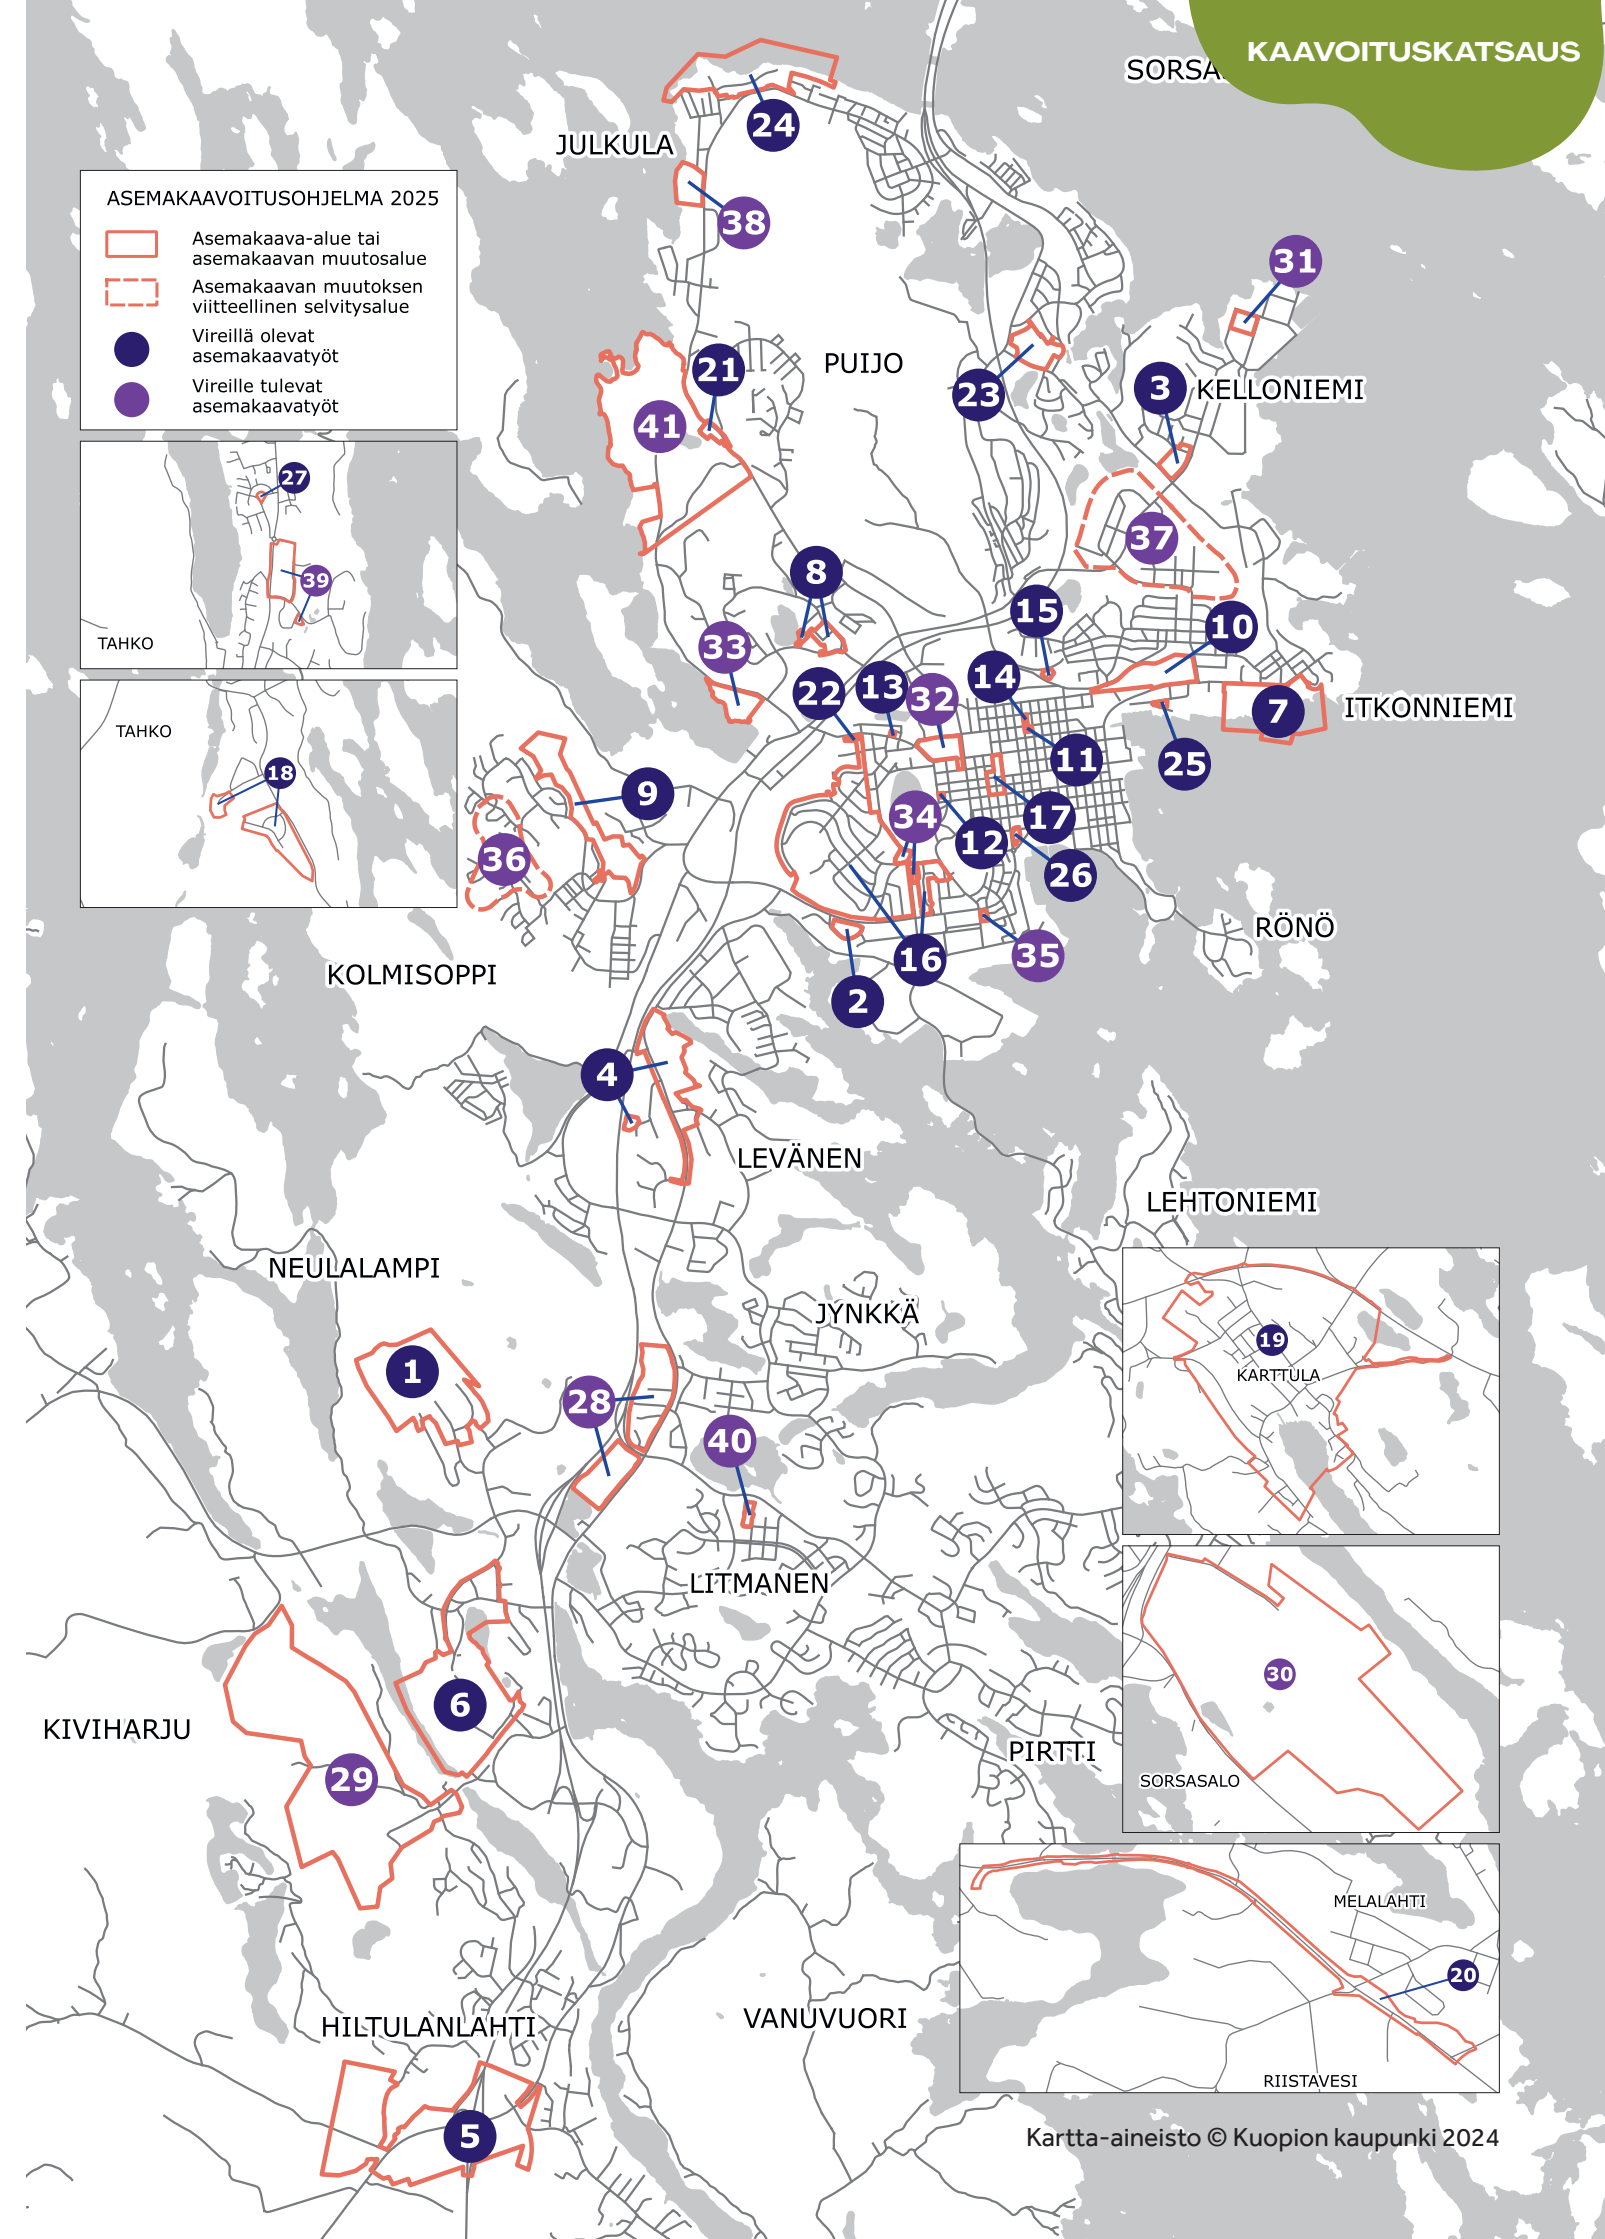 KAAVOITUSKATSAUS
SORSA
24
JULKULA
38
ASEMAKAAVOITUSOHJELMA 2025
Asemakaava-alue tai
asemakaavan muutosalue
Asemakaavan muutoksen
viitteellinen selvitysalue
Vireillä olevat
asemakaavatyöt
Vireille tulevat
asemakaavatyöt
31
21
PUIJO
23
3
KELLONIEMI
41
27
39
TAHKO
37
8
15
10
33
22
13
32
14
7
ITKONNIEMI
TAHKO
18
11
25
9
34
17
12
36
26
RÖNÖ
KOLMISOPPI
16
35
2
4
LEVÄNEN
LEHTONIEMI
NEULALAMPI
JYNKKÄ
19
KARTTULA
1
28
40
LITMANEN
30
SORSASALO
6
KIVIHARJU
29
PIRTTI
MELALAHTI
20
RIISTAVESI
HILTULANLAHTI
VANUVUORI
5
Kartta-aineisto © Kuopion kaupunki 2024